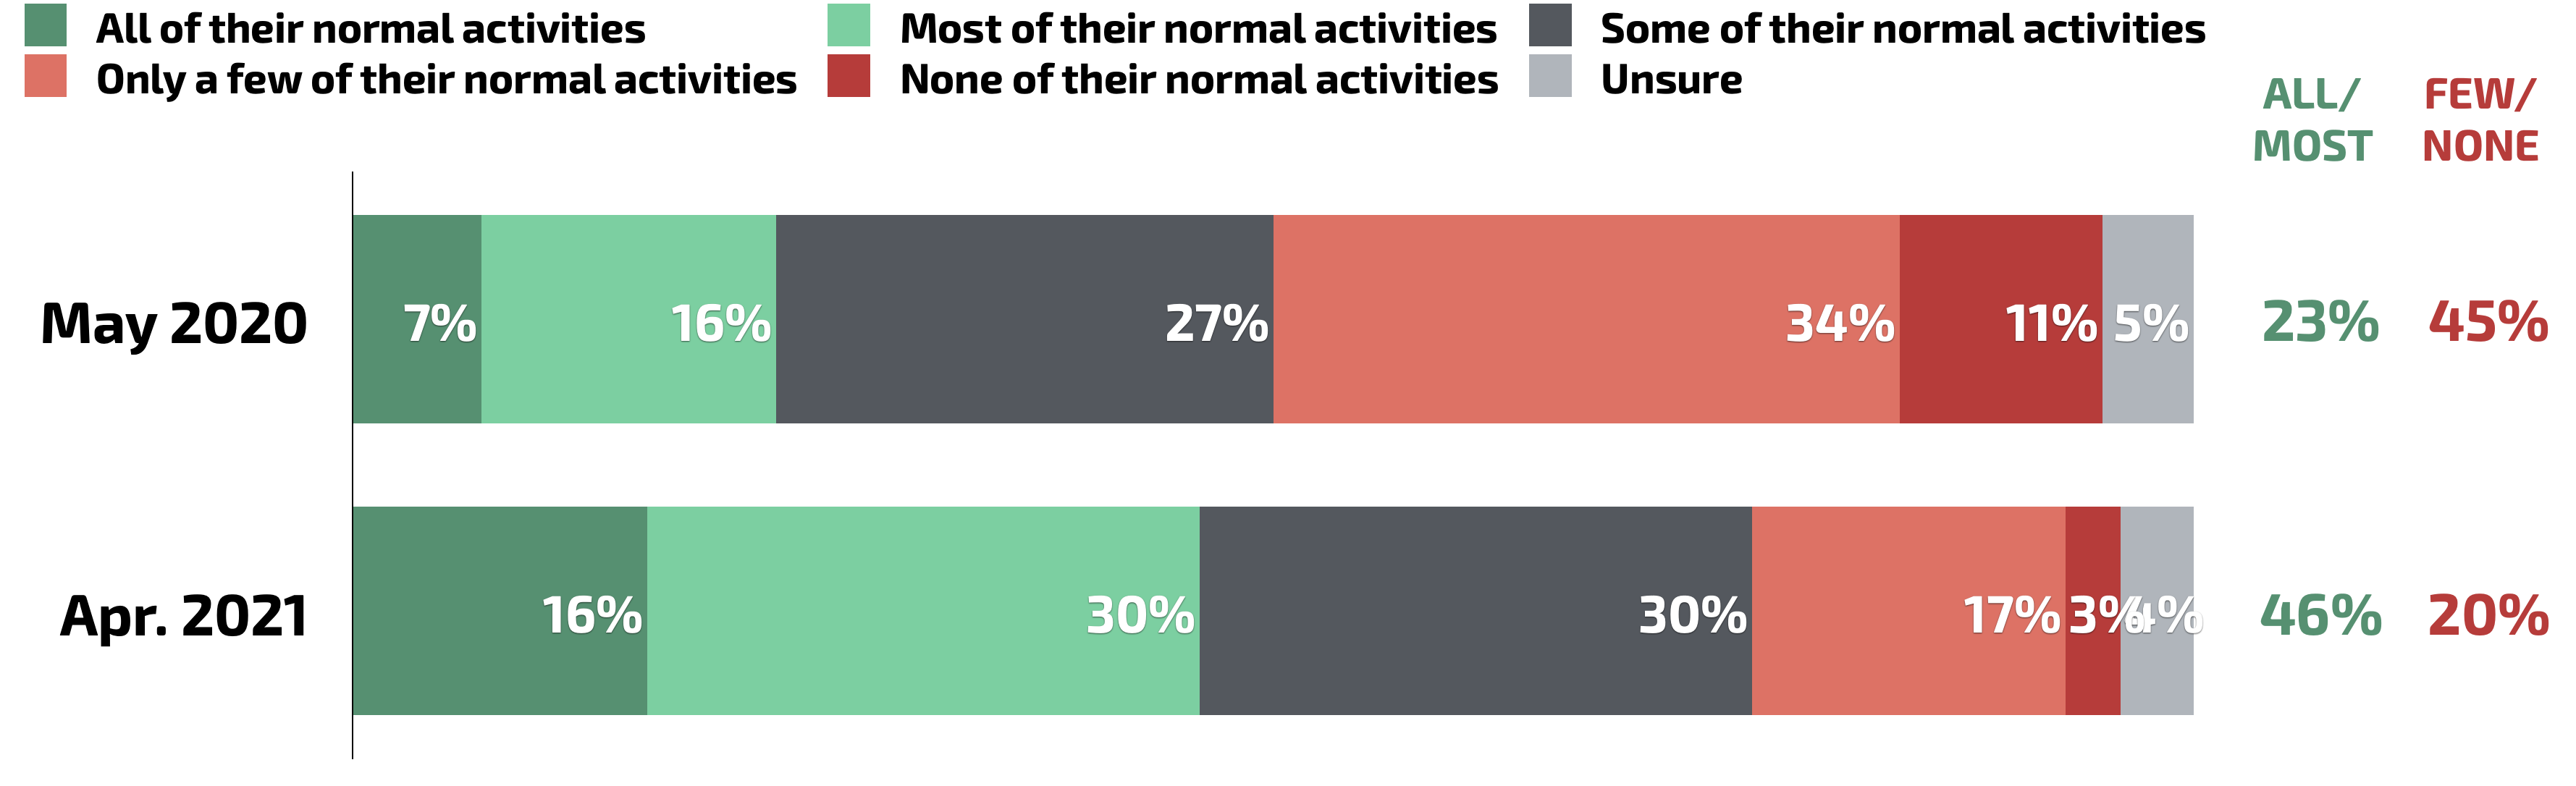 All of their normal activities
Most of their normal activities
Some of their normal activities
Only a few of their normal activities
None of their normal activities
Unsure
ALL/
MOST
FEW/
NONE
May 2020
7%
16%
27%
34%
11%
5%
23%
45%
Apr. 2021
16%
30%
30%
17%
3%
4%
46%
20%